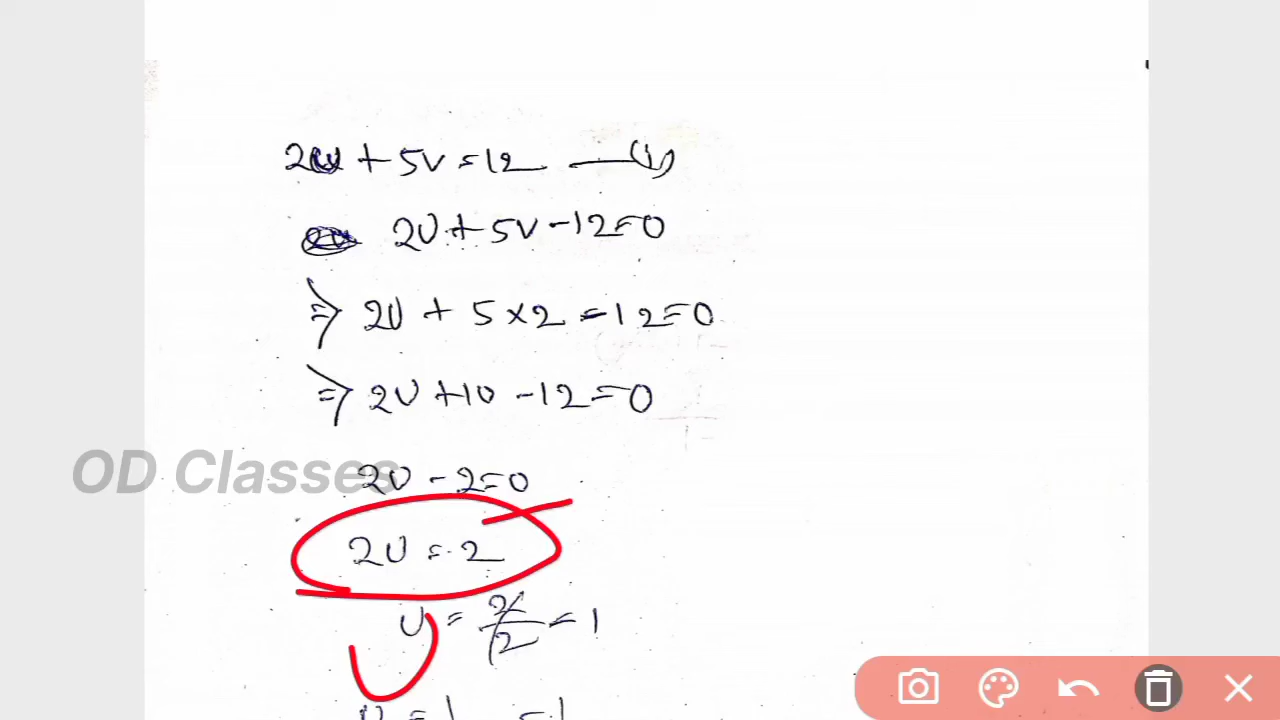 2u + 5v = 12 —(1)
2u + 5v - 12 = 0
⇒ 2u + 5 × 2 - 12 = 0
⇒ 2u + 10 - 12 = 0
OD Classes
2u - 2 = 0
2u = 2
u = 2/2 = 1